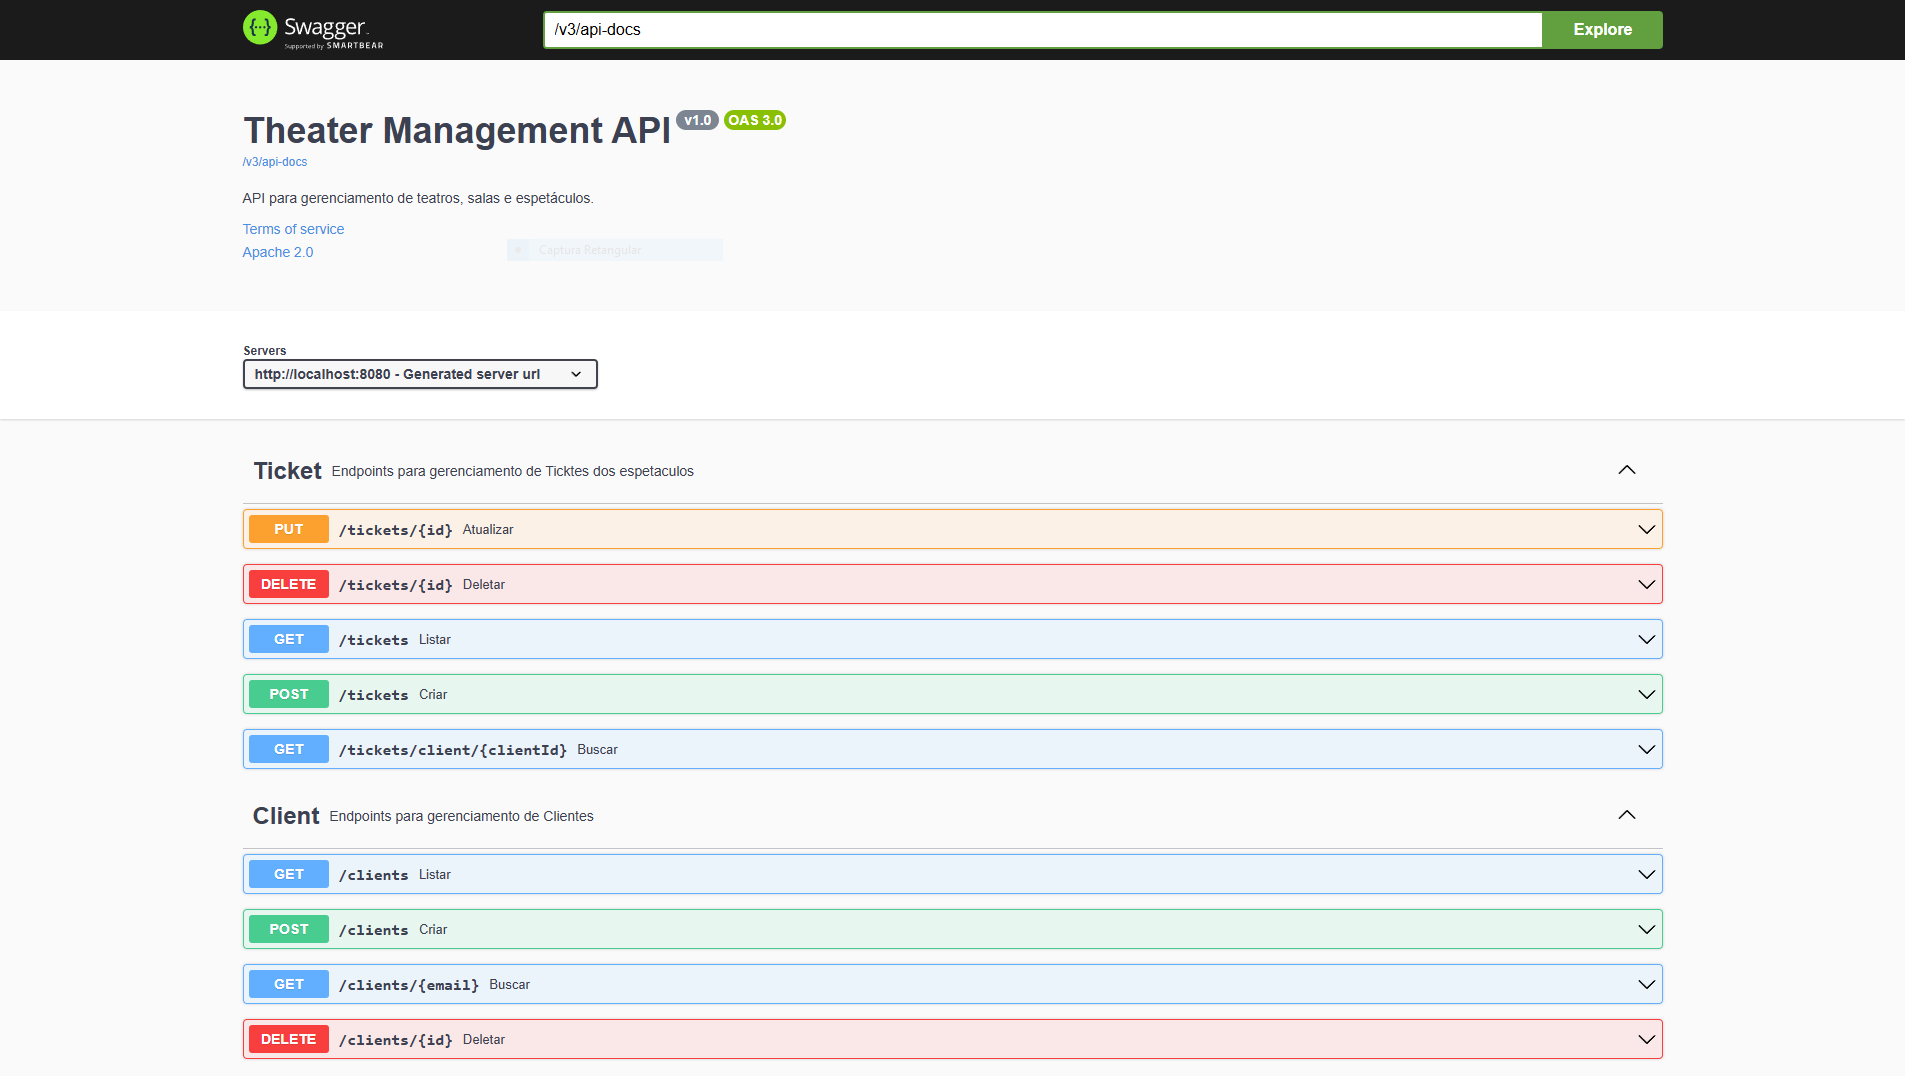 Swagger
Supported by SMARTBEAR
/v3/api-docs
Explore
Theater Management API v1.0 OAS 3.0
/v3/api-docs
API para gerenciamento de teatros, salas e espetáculos.
Terms of service
Captura Retangular
Apache 2.0
Servers
http://localhost:8080 - Generated server url
Ticket Endpoints para gerenciamento de Ticktes dos espetaculos
PUT /tickets/{id} Atualizar
DELETE /tickets/{id} Deletar
GET /tickets Listar
POST /tickets Criar
GET /tickets/client/{clientId} Buscar
Client Endpoints para gerenciamento de Clientes
GET /clients Listar
POST /clients Criar
GET /clients/{email} Buscar
DELETE /clients/{id} Deletar